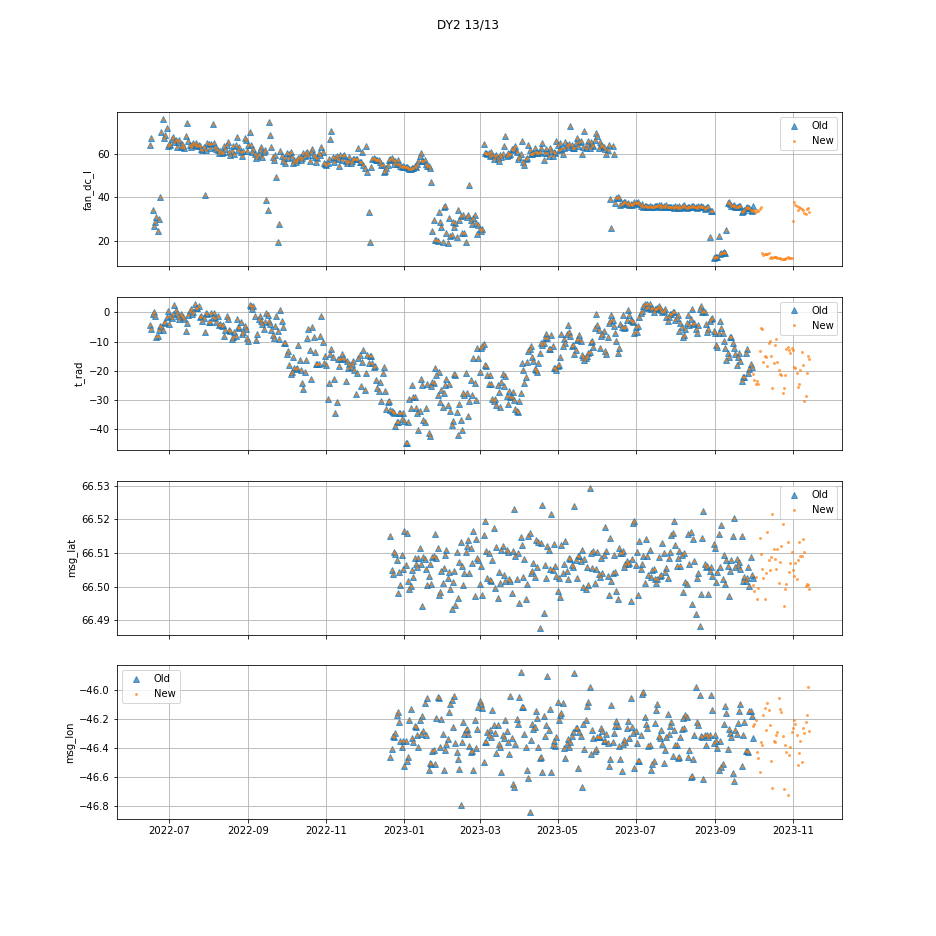 DY2 13/13
Old
New
60
40
20
fan_dc_l
Old
New
0
−10
−20
−30
−40
t_rad
Old
New
66.53
66.52
66.51
66.50
66.49
msg_lat
Old
New
−46.0
−46.2
−46.4
−46.6
−46.8
msg_lon
2022-07 2022-09 2022-11 2023-01 2023-03 2023-05 2023-07 2023-09 2023-11